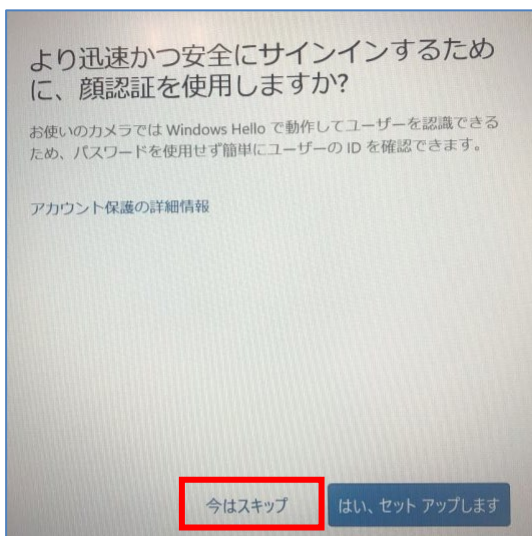 より迅速かつ安全にサインインするため
に、顔認証を使用しますか?
お使いのカメラでは Windows Hello で動作してユーザーを認識できる
ため、パスワードを使用せず簡単にユーザーの ID を確認できます。
アカウント保護の詳細情報
今はスキップ
はい、セット アップします